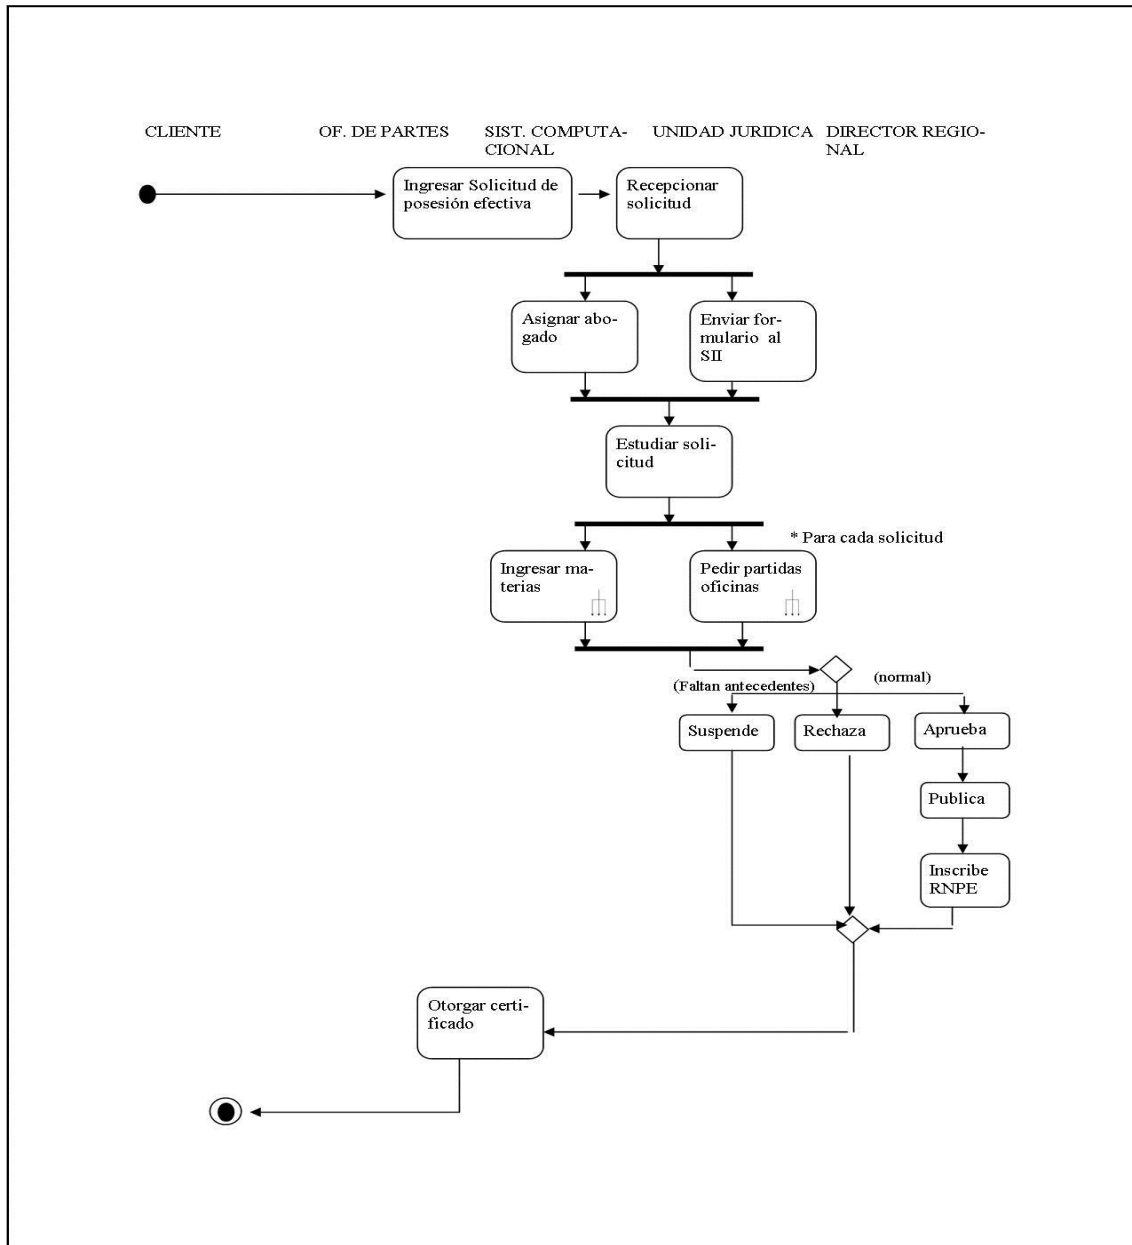 CLIENTE
OF. DE PARTES
SIST. COMPUTA-
CIONAL
UNIDAD JURIDICA
DIRECTOR REGIO-
NAL
Ingresar Solicitud de
posesión efectiva
Recepcionar
solicitud
Asignar abo-
gado
Enviar for-
mulario al
SII
Estudiar soli-
citud
* Para cada solicitud
Ingresar ma-
terias
Pedir partidas
oficinas
(Faltan antecedentes)
(normal)
Suspende
Rechaza
Aprueba
Publica
Inscribe
RNPE
Otorgar certi-
ficado